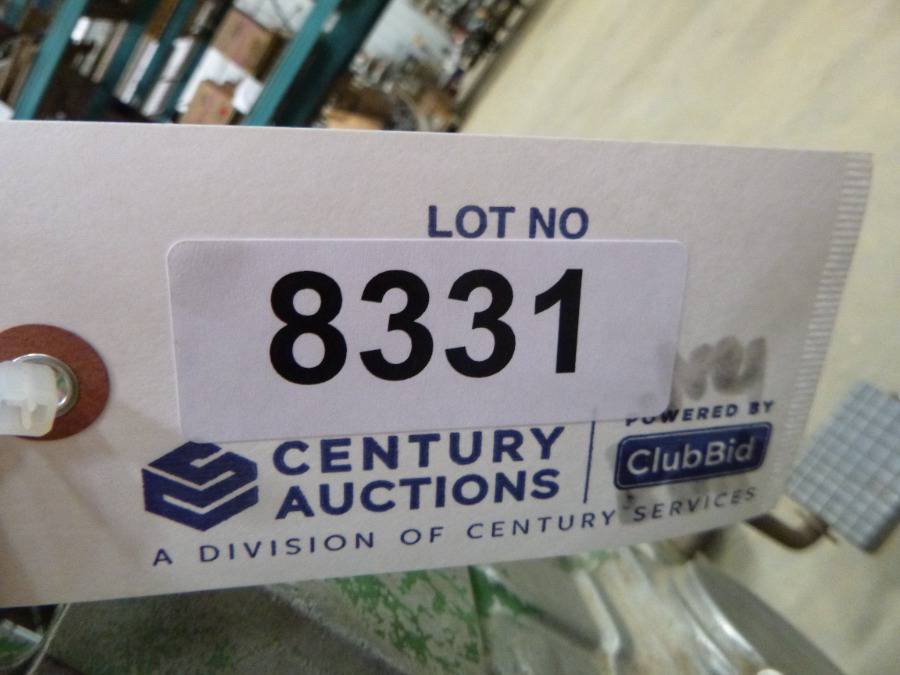 LOT NO
8331
CENTURY
AUCTIONS
POWERED BY
ClubBid
A DIVISION OF CENTURY SERVICES